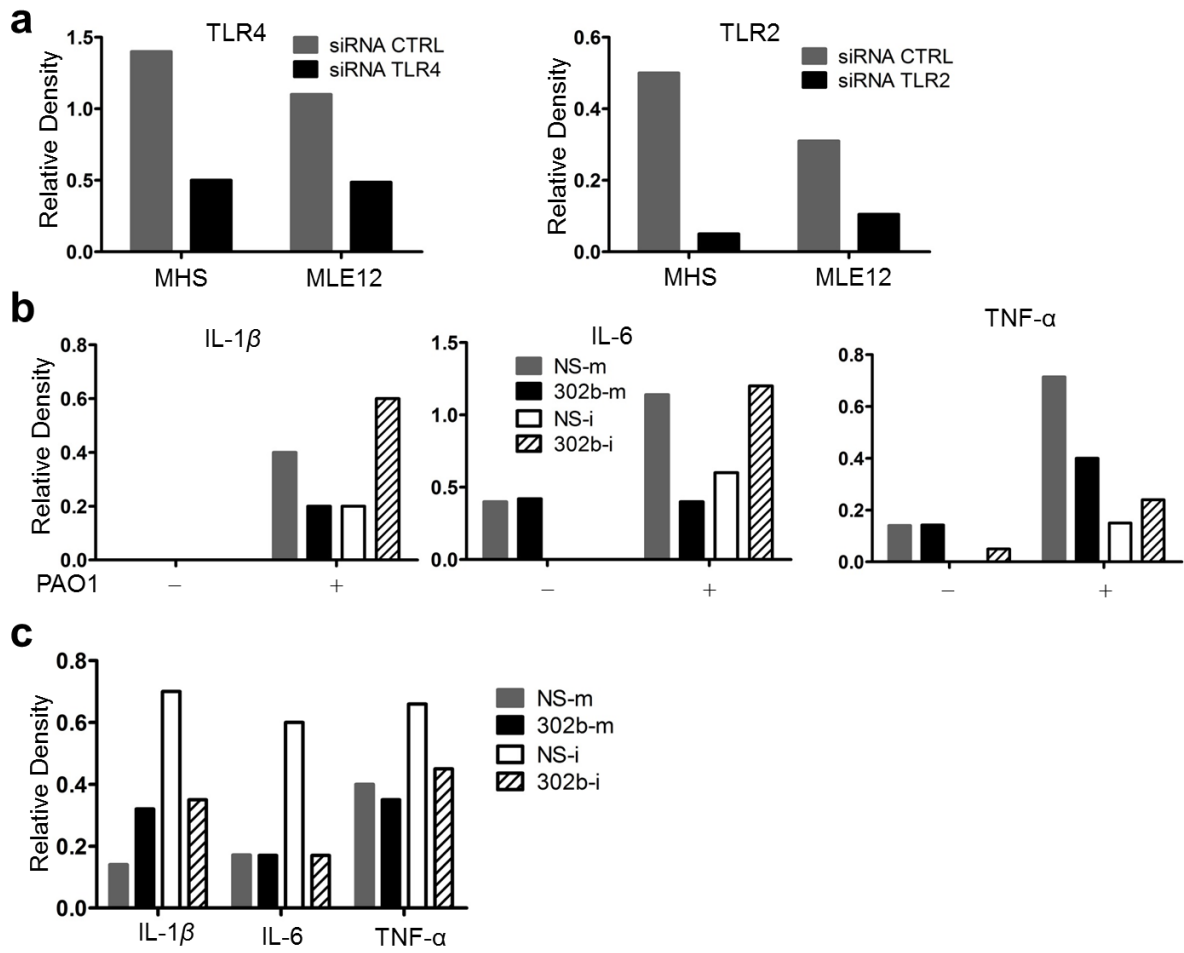 a
TLR4
siRNA CTRL
siRNA TLR4
Relative Density
1.5
1.0
0.5
0.0
MHS
MLE12
TLR2
siRNA CTRL
siRNA TLR2
Relative Density
0.6
0.4
0.2
0.0
MHS
MLE12
b
IL-1β
Relative Density
0.8
0.6
0.4
0.2
0.0
PAO1
−
+
IL-6
NS-m
302b-m
NS-i
302b-i
1.5
1.0
0.5
0.0
−
+
TNF-α
0.8
0.6
0.4
0.2
0.0
−
+
c
Relative Density
0.8
0.6
0.4
0.2
0.0
IL-1β
IL-6
TNF-α
NS-m
302b-m
NS-i
302b-i